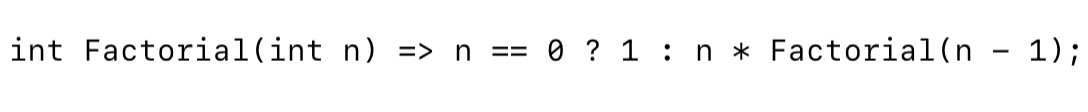 int Factorial(int n) => n == 0 ? 1 : n * Factorial(n - 1);